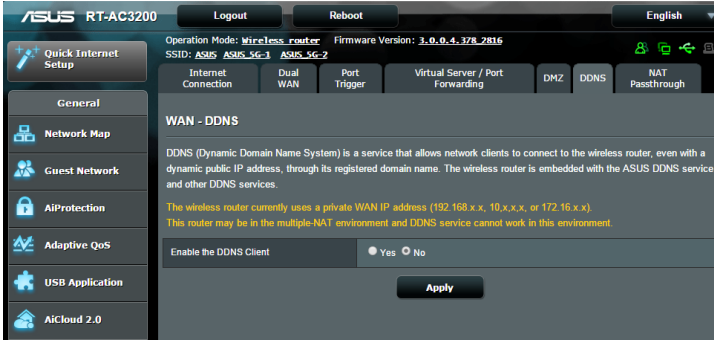 ASUS RT-AC3200 Logout Reboot English
Quick Internet Setup
Operation Mode: Wireless router Firmware Version: 3.0.0.4.378_2816
SSID: ASUS ASUS_5G-1 ASUS_5G-2
Internet Connection Dual WAN Port Trigger Virtual Server / Port Forwarding DMZ DDNS NAT Passthrough
General
Network Map
Guest Network
AiProtection
Adaptive QoS
USB Application
AiCloud 2.0
WAN - DDNS
DDNS (Dynamic Domain Name System) is a service that allows network clients to connect to the wireless router, even with a
dynamic public IP address, through its registered domain name. The wireless router is embedded with the ASUS DDNS service
and other DDNS services.
The wireless router currently uses a private WAN IP address (192.168.x.x, 10,x,x,x, or 172.16.x.x).
This router may be in the multiple-NAT environment and DDNS service cannot work in this environment.
Enable the DDNS Client Yes No
Apply